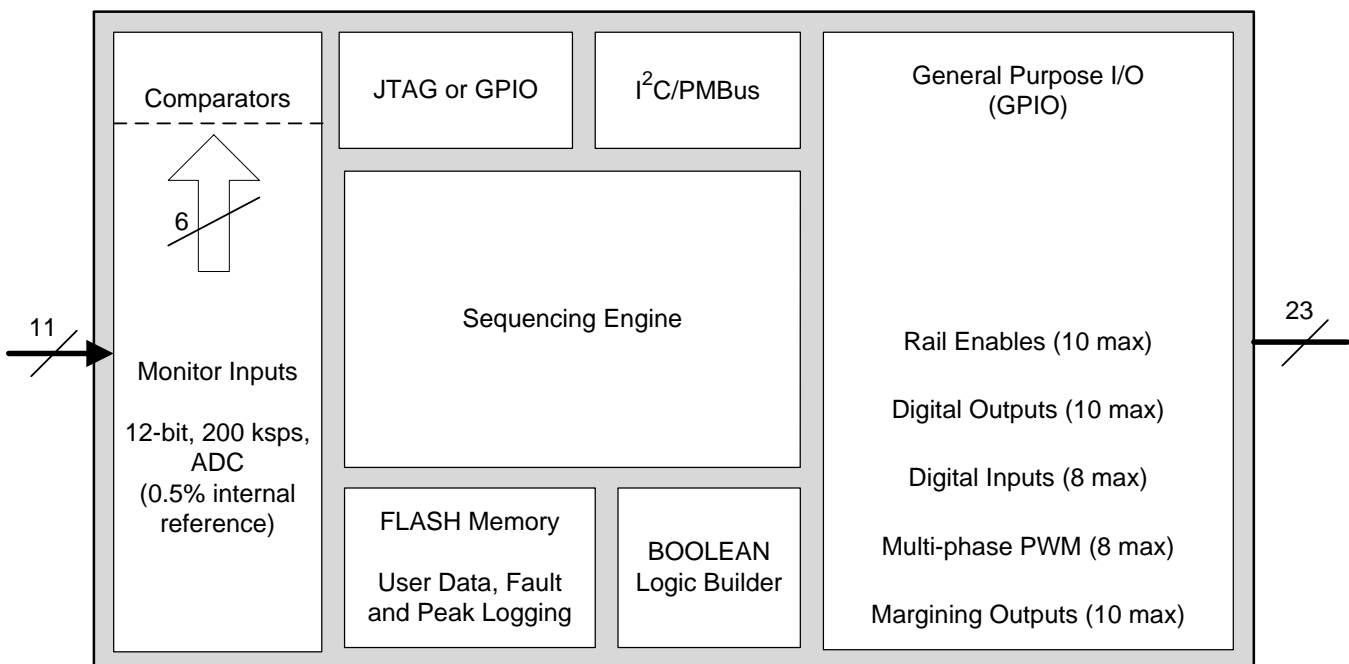 Comparators
6
11
Monitor Inputs
12-bit, 200 ksps,
ADC
(0.5% internal
reference)
JTAG or GPIO
I²C/PMBus
Sequencing Engine
FLASH Memory
User Data, Fault
and Peak Logging
BOOLEAN
Logic Builder
General Purpose I/O
(GPIO)
Rail Enables (10 max)
Digital Outputs (10 max)
Digital Inputs (8 max)
Multi-phase PWM (8 max)
Margining Outputs (10 max)
23